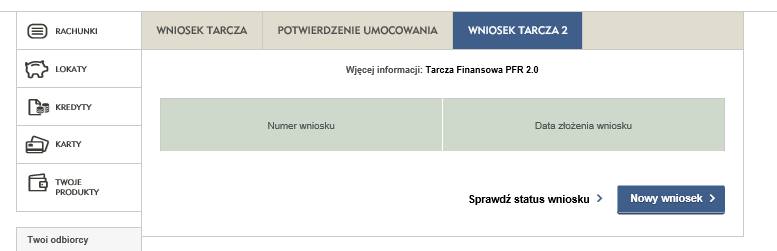 RACHUNKI
LOKATY
KREDYTY
KARTY
TWOJE
PRODUKTY
Twoi odbiorcy
WNIOSEK TARCZA POTWIERDZENIE UMOCOWANIA WNIOSEK TARCZA 2
Wjęcej informacji: Tarcza Finansowa PFR 2.0
Numer wniosku Data złożenia wniosku
Sprawdź status wniosku Nowy wniosek